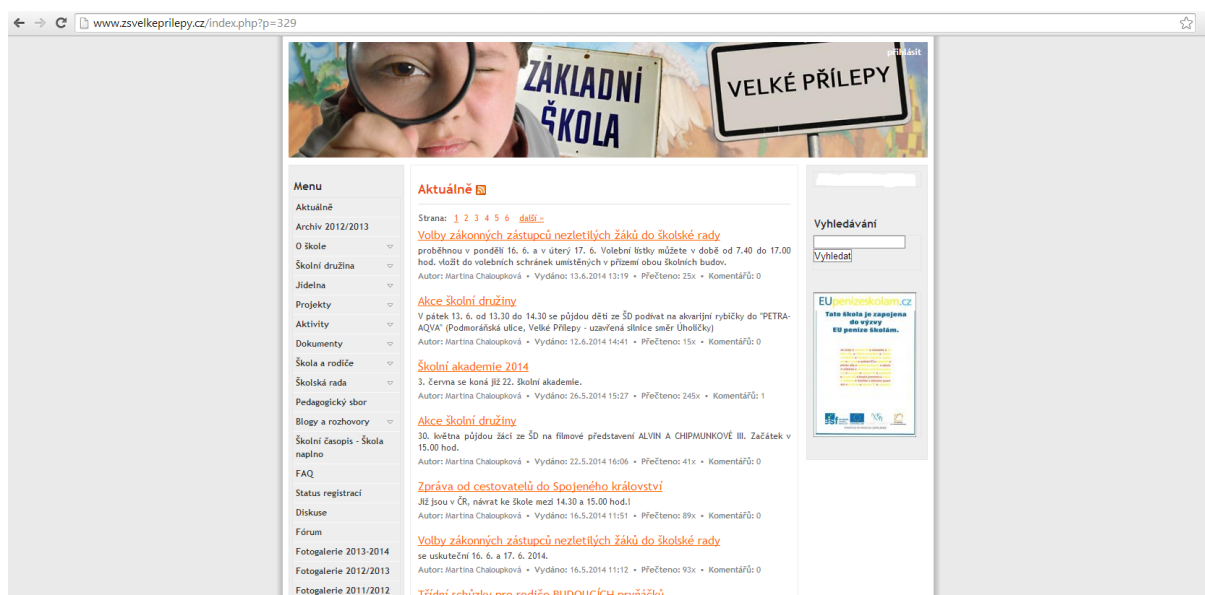 www.zsvelkeprilepy.cz/index.php?p=329
přihlásit
ZÁKLADNÍ
ŠKOLA
VELKÉ PŘÍLEPY
Menu
Aktuálně
Archiv 2012/2013
O škole
Školní družina
Jídelna
Projekty
Aktivity
Dokumenty
Škola a rodiče
Školská rada
Pedagogický sbor
Blogy a rozhovory
Školní časopis - Škola
naplno
FAQ
Status registrací
Diskuse
Fórum
Fotogalerie 2013-2014
Fotogalerie 2012/2013
Fotogalerie 2011/2012
Aktuálně
Strana: 1 2 3 4 5 6 další »
Volby zákonných zástupců nezletilých žáků do školské rady
proběhnou v pondělí 16. 6. a v úterý 17. 6. Volební lístky můžete v době od 7.40 do 17.00
hod. vložit do volebních schránek umístěných v přízemí obou školních budov.
Autor: Martina Chaloupková • Vydáno: 13.6.2014 13:19 • Přečteno: 25x • Komentářů: 0
Akce školní družiny
V pátek 13. 6. od 13.30 do 14.30 se půjdou děti ze ŠD podívat na akvarijní rybičky do "PETRA-
AQVA" (Podmoráňská ulice, Velké Přílepy - uzavřená silnice směr Úholičky)
Autor: Martina Chaloupková • Vydáno: 12.6.2014 14:41 • Přečteno: 15x • Komentářů: 0
Školní akademie 2014
3. června se koná již 22. školní akademie.
Autor: Martina Chaloupková • Vydáno: 26.5.2014 15:27 • Přečteno: 245x • Komentářů: 1
Akce školní družiny
30. května půjdou žáci ze ŠD na filmové představení ALVIN A CHIPMUNKOVÉ III. Začátek v
15.00 hod.
Autor: Martina Chaloupková • Vydáno: 22.5.2014 16:06 • Přečteno: 41x • Komentářů: 0
Zpráva od cestovatelů do Spojeného království
Již jsou v ČR, návrat ke škole mezi 14.30 a 15.00 hod.!
Autor: Martina Chaloupková • Vydáno: 16.5.2014 11:51 • Přečteno: 89x • Komentářů: 0
Volby zákonných zástupců nezletilých žáků do školské rady
se uskuteční 16. 6. a 17. 6. 2014.
Autor: Martina Chaloupková • Vydáno: 16.5.2014 11:12 • Přečteno: 93x • Komentářů: 0
Třídní schůzky pro rodiče BUDOUCÍCH prvňáčků
Vyhledávání
Vyhledat
EUpenizeskolam.cz
Tato škola je zapojena
do výzvy
EU peníze školám.
esf